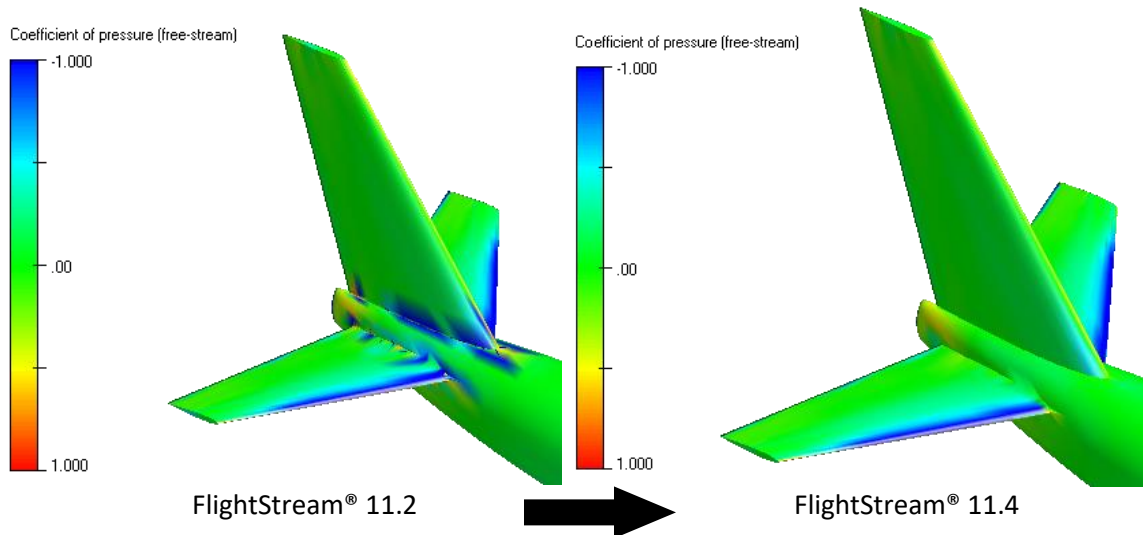 Coefficient of pressure (free-stream)
-1.000
.00
1.000
FlightStream® 11.2
Coefficient of pressure (free-stream)
-1.000
.00
1.000
FlightStream® 11.4